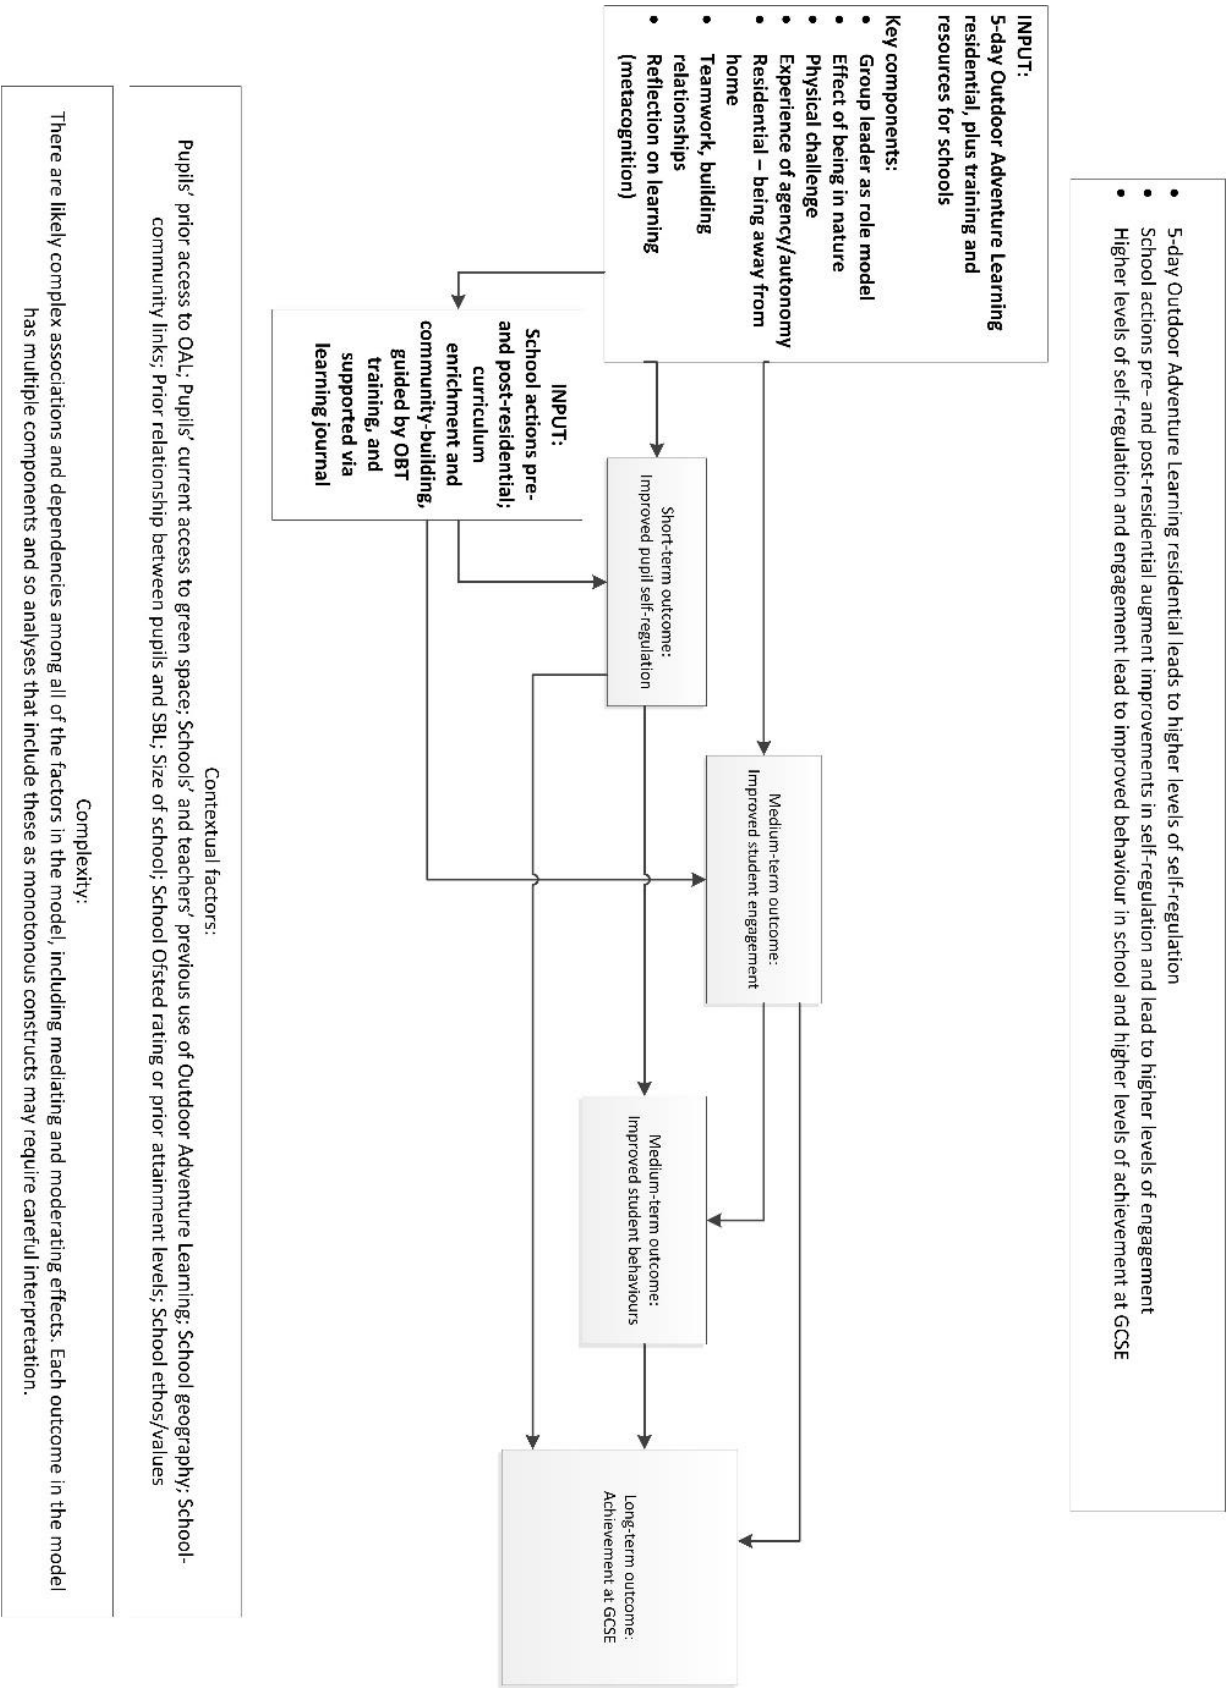 • 5-day Outdoor Adventure Learning residential leads to higher levels of self-regulation
• School actions pre- and post-residential augment improvements in self-regulation and lead to higher levels of engagement
• Higher levels of self-regulation and engagement lead to improved behaviour in school and higher levels of achievement at GCSE
INPUT:
5-day Outdoor Adventure Learning
residential, plus training and
resources for schools
Key components:
• Group leader as role model
• Effect of being in nature
• Physical challenge
• Experience of agency/autonomy
• Residential – being away from
home
• Teamwork, building
relationships
• Reflection on learning
(metacognition)
INPUT:
School actions pre-
and post-residential;
curriculum
enrichment and
community-building,
guided by OBT
training, and
supported via
learning journal
Short-term outcome:
Improved pupil self-regulation
Medium-term outcome:
Improved student engagement
Medium-term outcome:
Improved student behaviours
Long-term outcome:
Achievement at GCSE
Contextual factors:
Pupils’ prior access to OAL; Pupils’ current access to green space; Schools’ and teachers’ previous use of Outdoor Adventure Learning; School geography; School-
community links; Prior relationship between pupils and SBL; Size of school; School Ofsted rating or prior attainment levels; School ethos/values
Complexity:
There are likely complex associations and dependencies among all of the factors in the model, including mediating and moderating effects. Each outcome in the model
has multiple components and so analyses that include these as monotonous constructs may require careful interpretation.